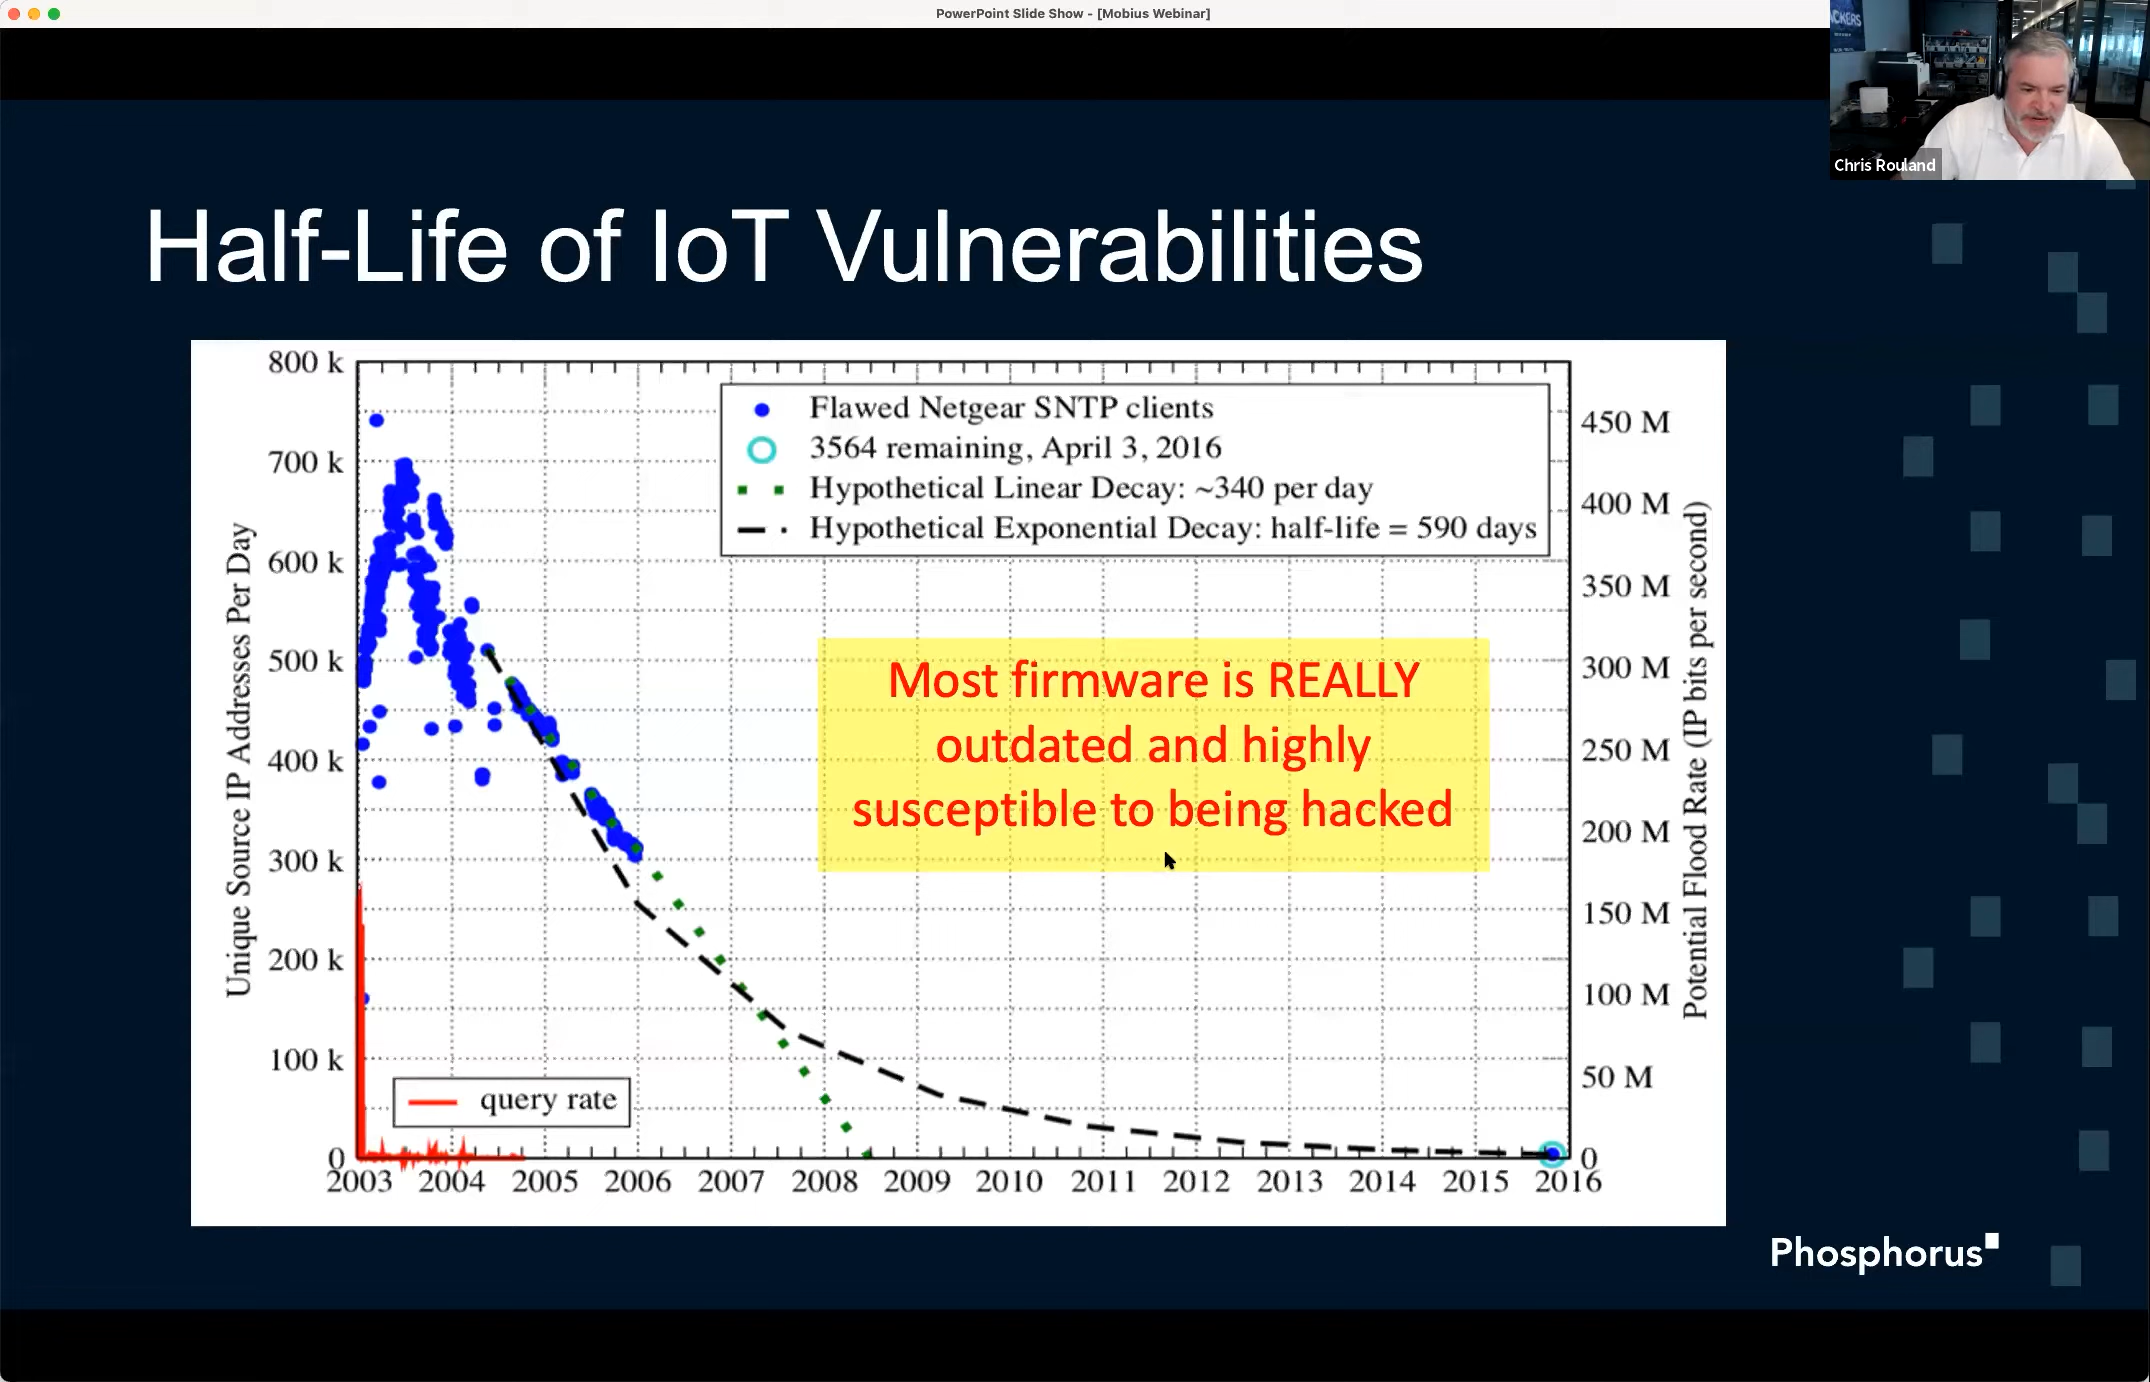 PowerPoint Slide Show - [Mobius Webinar]
CKERS
Chris Rouland
Half-Life of IoT Vulnerabilities
800 k
700 k
600 k
500 k
400 k
300 k
200 k
100 k
0
Unique Source IP Addresses Per Day
Flawed Netgear SNTP clients
3564 remaining, April 3, 2016
Hypothetical Linear Decay: ~340 per day
Hypothetical Exponential Decay: half-life = 590 days
Most firmware is REALLY
outdated and highly
susceptible to being hacked
query rate
450 M
400 M
350 M
300 M
250 M
200 M
150 M
100 M
50 M
0
Potential Flood Rate (IP bits per second)
2003 2004 2005 2006 2007 2008 2009 2010 2011 2012 2013 2014 2015 2016
Phosphorus